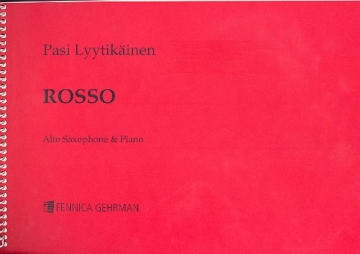 Pasi Lyytikäinen
ROSSO
Alto Saxophone & Piano
FENNICA GEHRMAN